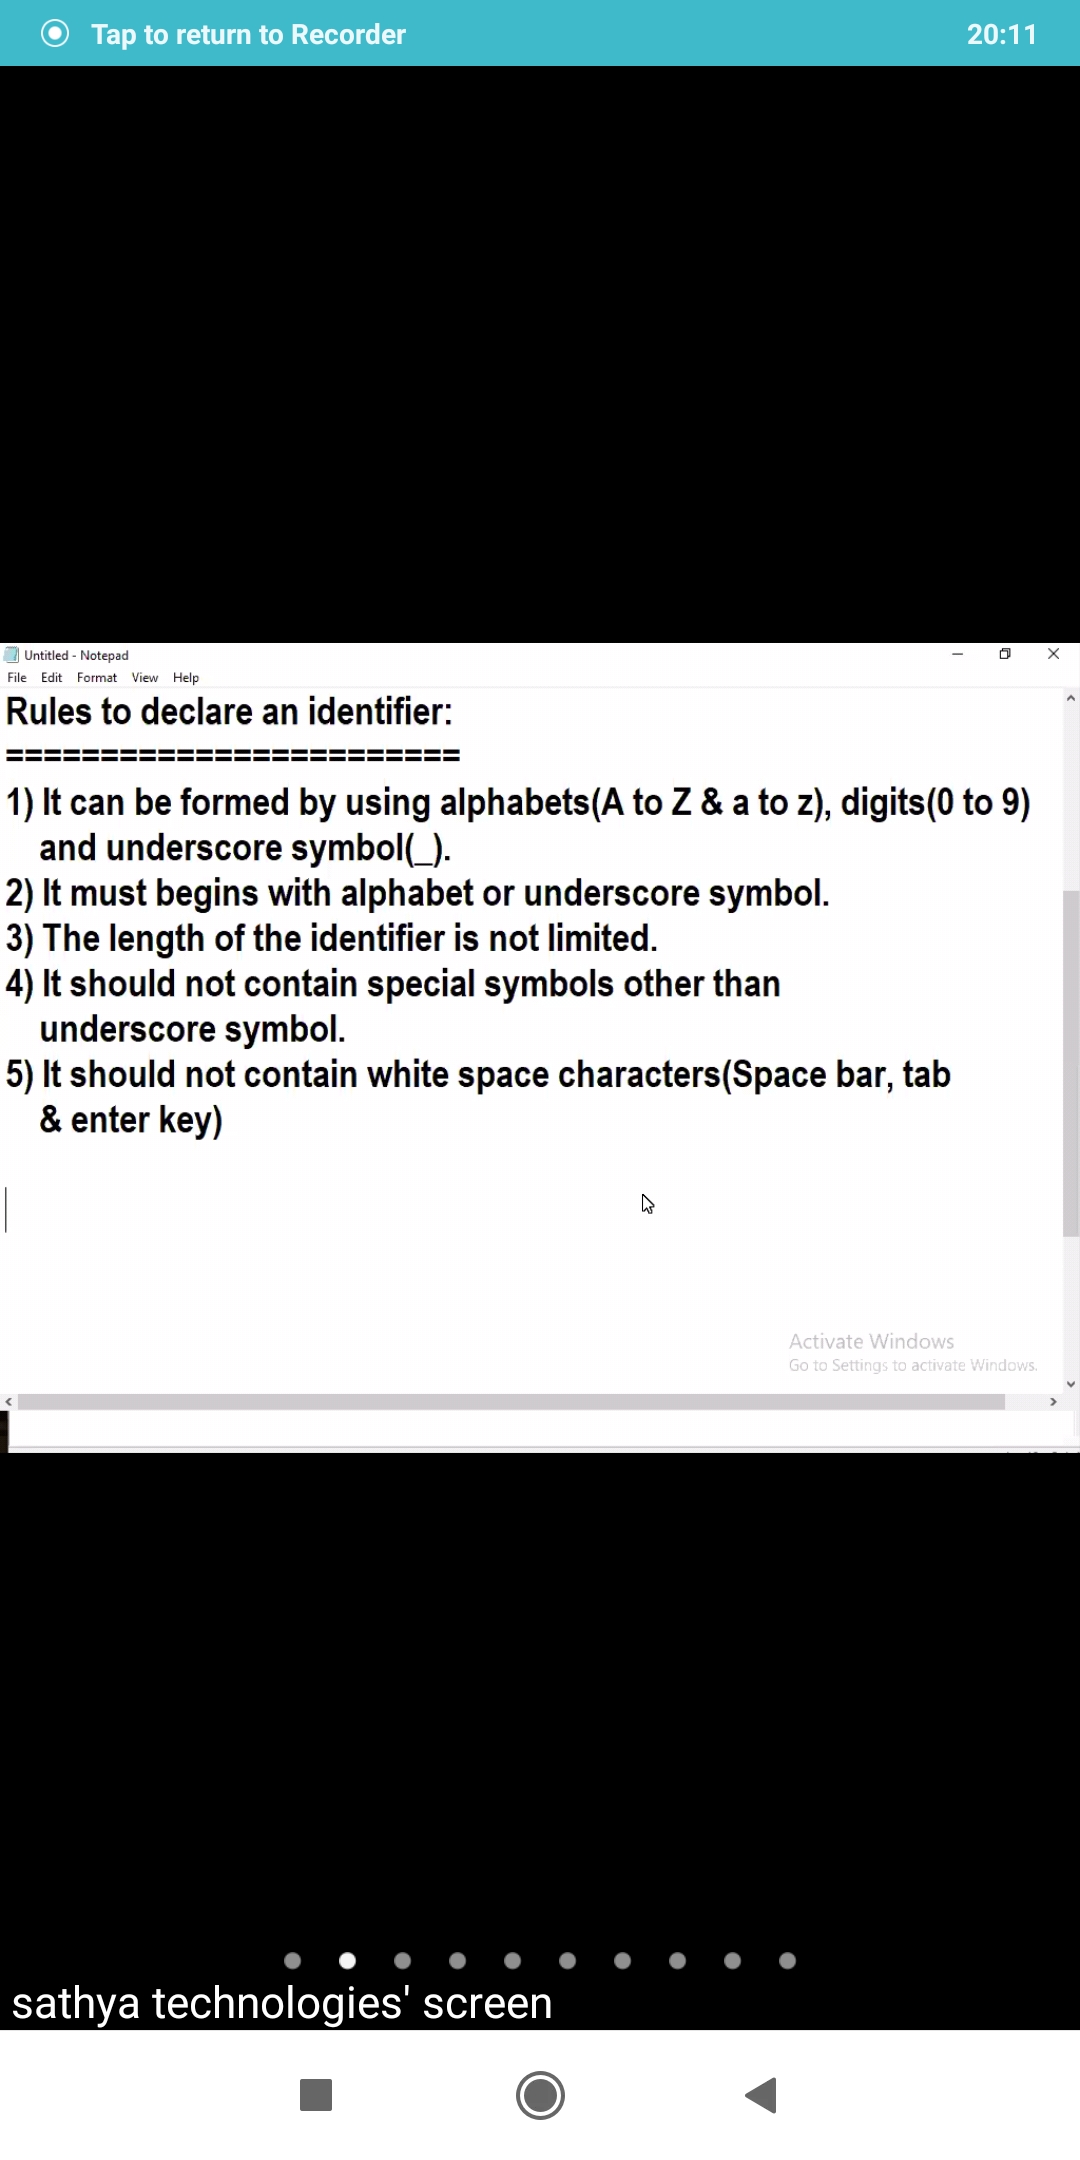 Tap to return to Recorder 20:11
Untitled - Notepad
File Edit Format View Help
Rules to declare an identifier:
========================
1) It can be formed by using alphabets(A to Z & a to z), digits(0 to 9)
and underscore symbol(_).
2) It must begins with alphabet or underscore symbol.
3) The length of the identifier is not limited.
4) It should not contain special symbols other than
underscore symbol.
5) It should not contain white space characters(Space bar, tab
& enter key)
Activate Windows
Go to Settings to activate Windows.
sathya technologies' screen